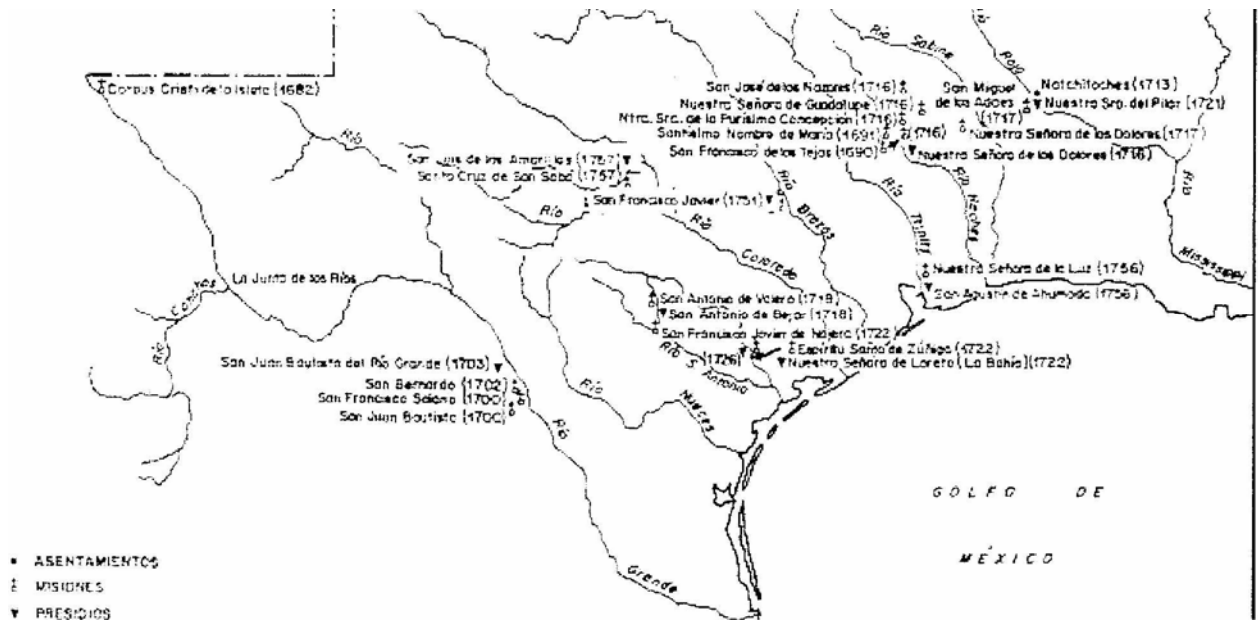 Río Sabine
Río Rojo
Corpus Cristi de la Isleta (1682)
San José de los Nazones (1716)
Nuestra Señora de Guadalupe (1716)
Ntra. Sra. de la Purísima Concepción (1716)
Santísimo Nombre de María (1691)
(1716)
San Francisco de los Tejas (1690)
San Miguel
de los Adaes
(1717)
Natchitoches (1713)
Nuestra Sra. del Pilar (1721)
Nuestra Señora de los Dolores (1717)
Nuestra Señora de los Dolores (1716)
Río
San Luis de las Amarillas (1757)
Santa Cruz de San Sabá (1757)
San Francisco Javier (1751)
Río Brazos
Río Trinity
Río Neches
Río Mississippi
Río
Río Colorado
La Junta de los Ríos
Río Conchos
Nuestra Señora de la Luz (1756)
San Agustín de Ahumada (1756)
San Antonio de Valero (1718)
San Antonio de Bejar (1718)
San Francisco Javier de Nájera (1722)
Río S. Antonio
(1726)
Espíritu Santo de Zúñiga (1722)
Nuestra Señora de Loreto (La Bahía) (1722)
San Juan Bautista del Río Grande (1703)
San Bernardo (1702)
San Francisco Solano (1700)
San Juan Bautista (1700)
Río Nueces
Río Grande
GOLFO DE
MÉXICO
ASENTAMIENTOS
MISIONES
PRESIDIOS